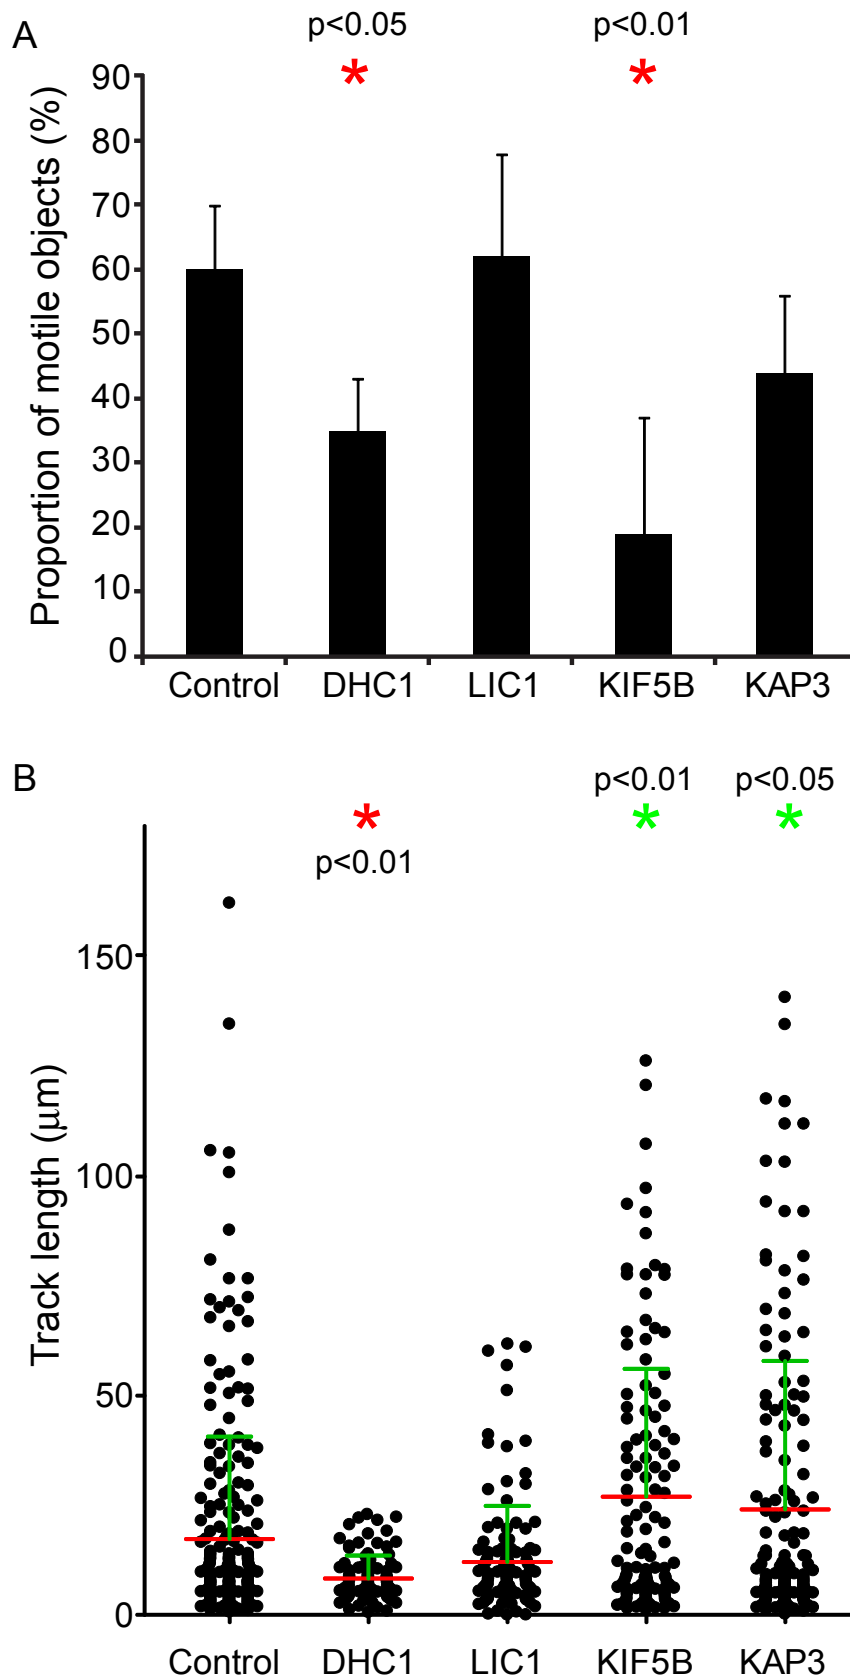 A
p<0.05 p<0.01
* *
Proportion of motile objects (%)
90
80
70
60
50
40
30
20
10
0
Control DHC1 LIC1 KIF5B KAP3
B
p<0.01 p<0.05
* * *
p<0.01
Track length (μm)
150
100
50
0
Control DHC1 LIC1 KIF5B KAP3